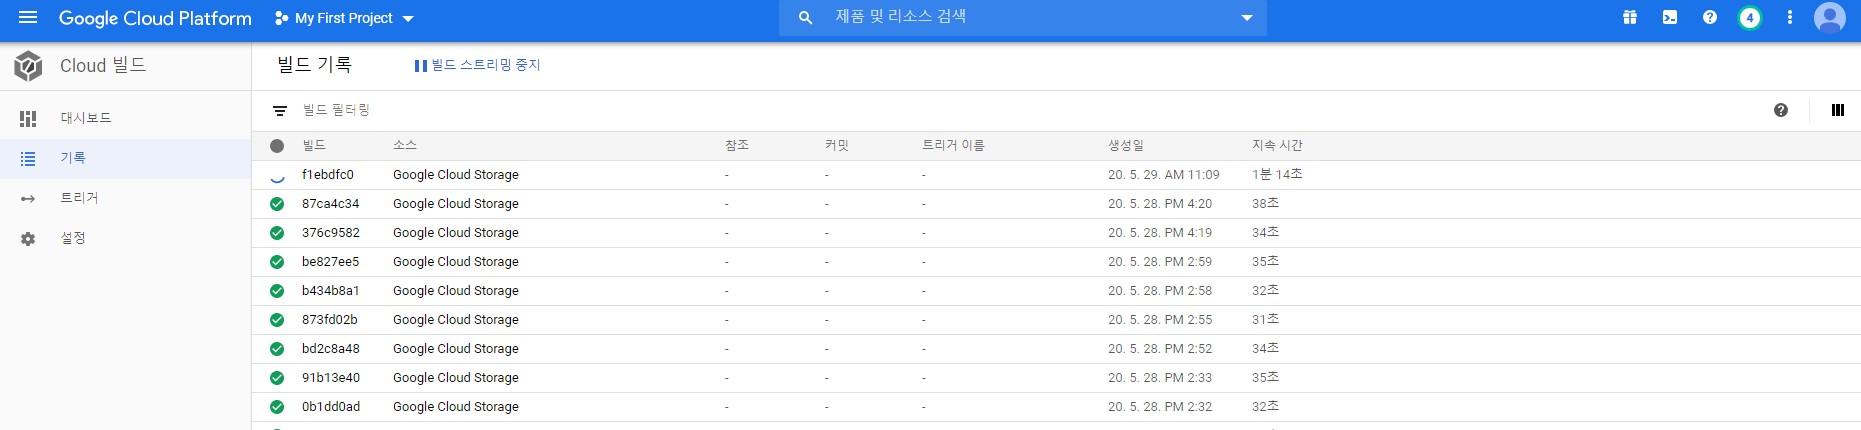 Google Cloud Platform My First Project 제품 및 리소스 검색 4
Cloud 빌드
대시보드
기록
트리거
설정
빌드 기록 빌드 스트리밍 중지
빌드 필터링
빌드 소스 참조 커밋 트리거 이름 생성일 지속 시간
f1ebdfc0 Google Cloud Storage - - - 20. 5. 29. AM 11:09 1분 14초
87ca4c34 Google Cloud Storage - - - 20. 5. 28. PM 4:20 38초
376c9582 Google Cloud Storage - - - 20. 5. 28. PM 4:19 34초
be827ee5 Google Cloud Storage - - - 20. 5. 28. PM 2:59 35초
b434b8a1 Google Cloud Storage - - - 20. 5. 28. PM 2:58 32초
873fd02b Google Cloud Storage - - - 20. 5. 28. PM 2:55 31초
bd2c8a48 Google Cloud Storage - - - 20. 5. 28. PM 2:52 34초
91b13e40 Google Cloud Storage - - - 20. 5. 28. PM 2:33 35초
0b1dd0ad Google Cloud Storage - - - 20. 5. 28. PM 2:32 32초